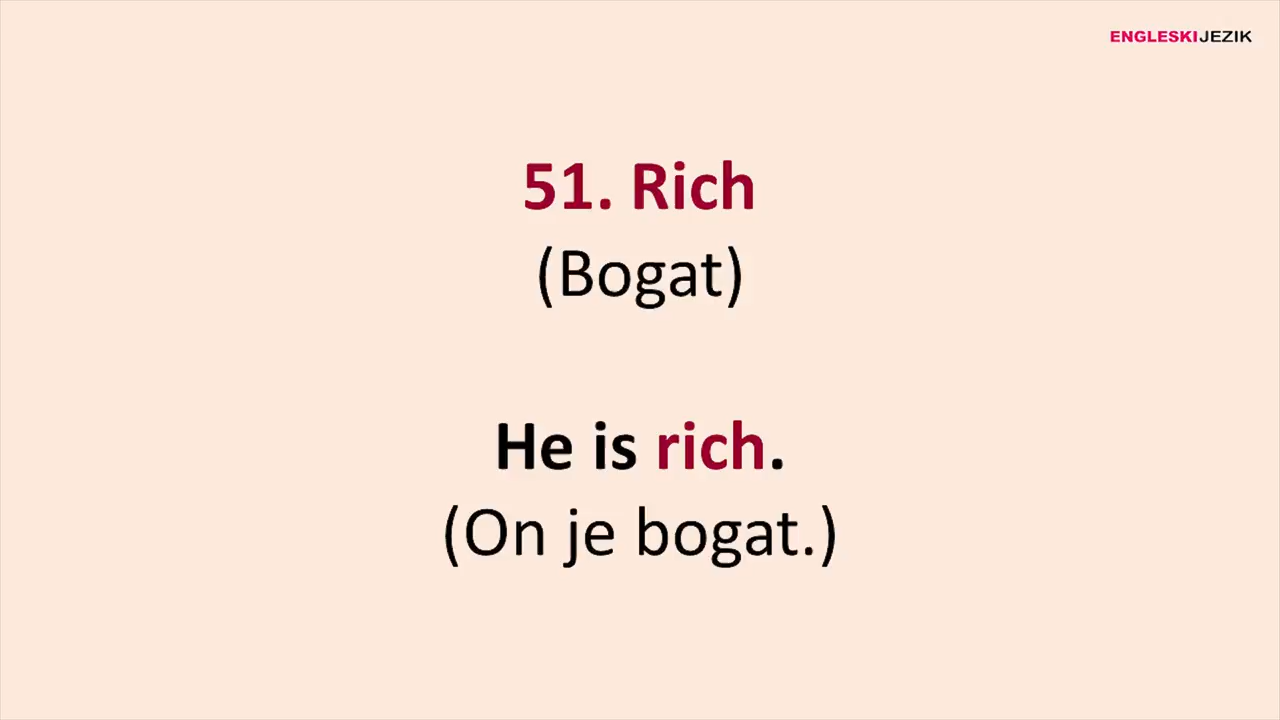 ENGLESKIJEZIK
51. Rich
(Bogat)
He is rich.
(On je bogat.)